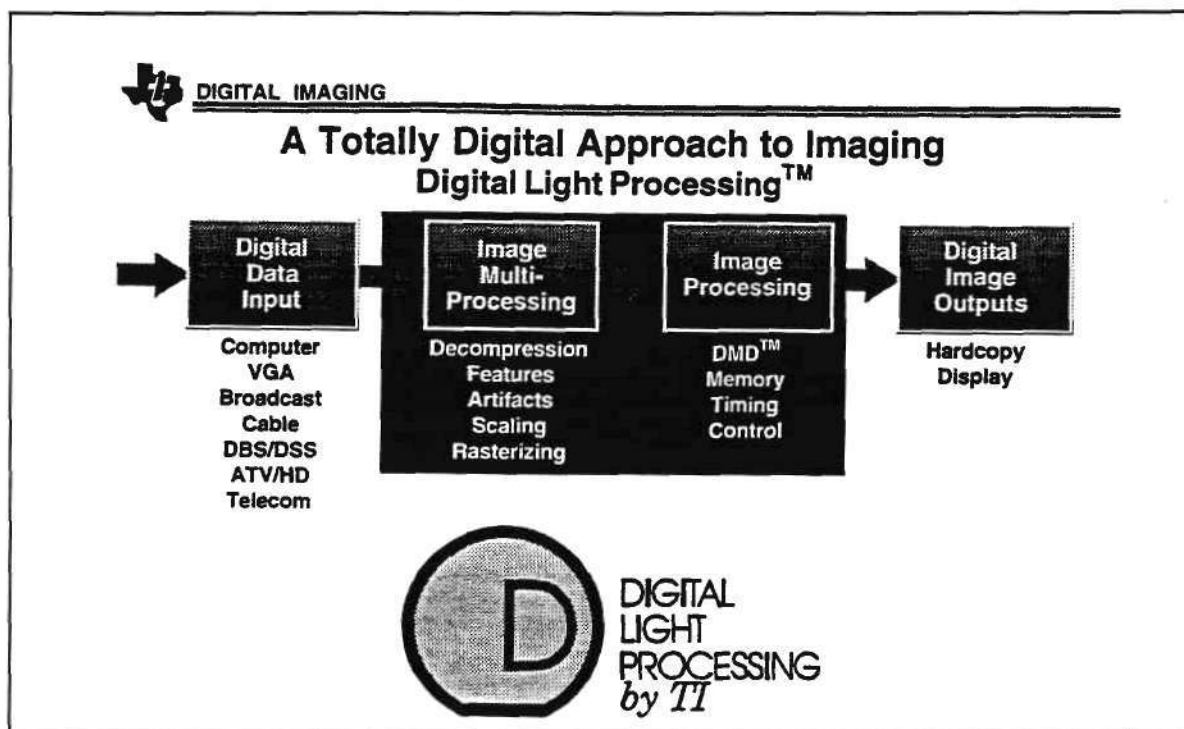 DIGITAL IMAGING
A Totally Digital Approach to Imaging
Digital Light Processing™
Digital
Data
Input
Computer
VGA
Broadcast
Cable
DBS/DSS
ATV/HD
Telecom
Image
Multi-
Processing
Decompression
Features
Artifacts
Scaling
Rasterizing
Image
Processing
DMD™
Memory
Timing
Control
Digital
Image
Outputs
Hardcopy
Display
D
DIGITAL
LIGHT
PROCESSING
by TI